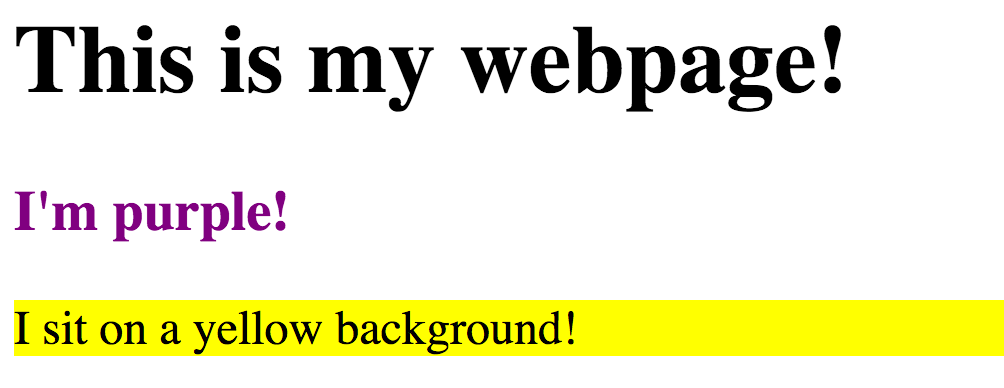 This is my webpage!
I'm purple!
I sit on a yellow background!